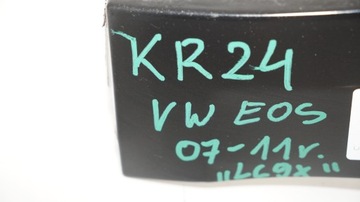 KR24
VW EOS
07-11r.
"LC9X"